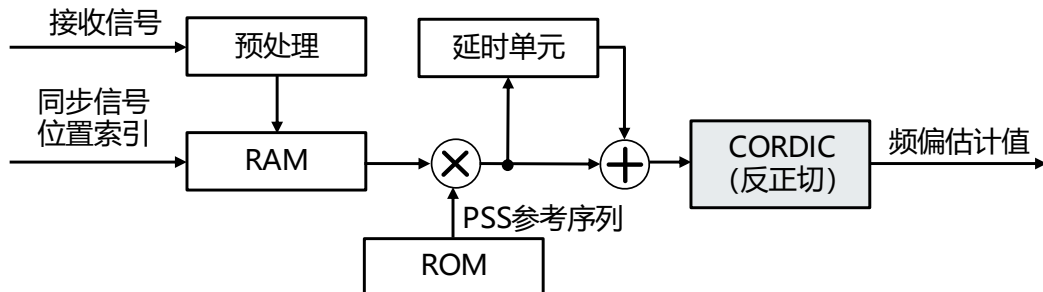 接收信号
预处理
延时单元
同步信号
位置索引
RAM
CORDIC
（反正切）
频偏估计值
PSS参考序列
ROM